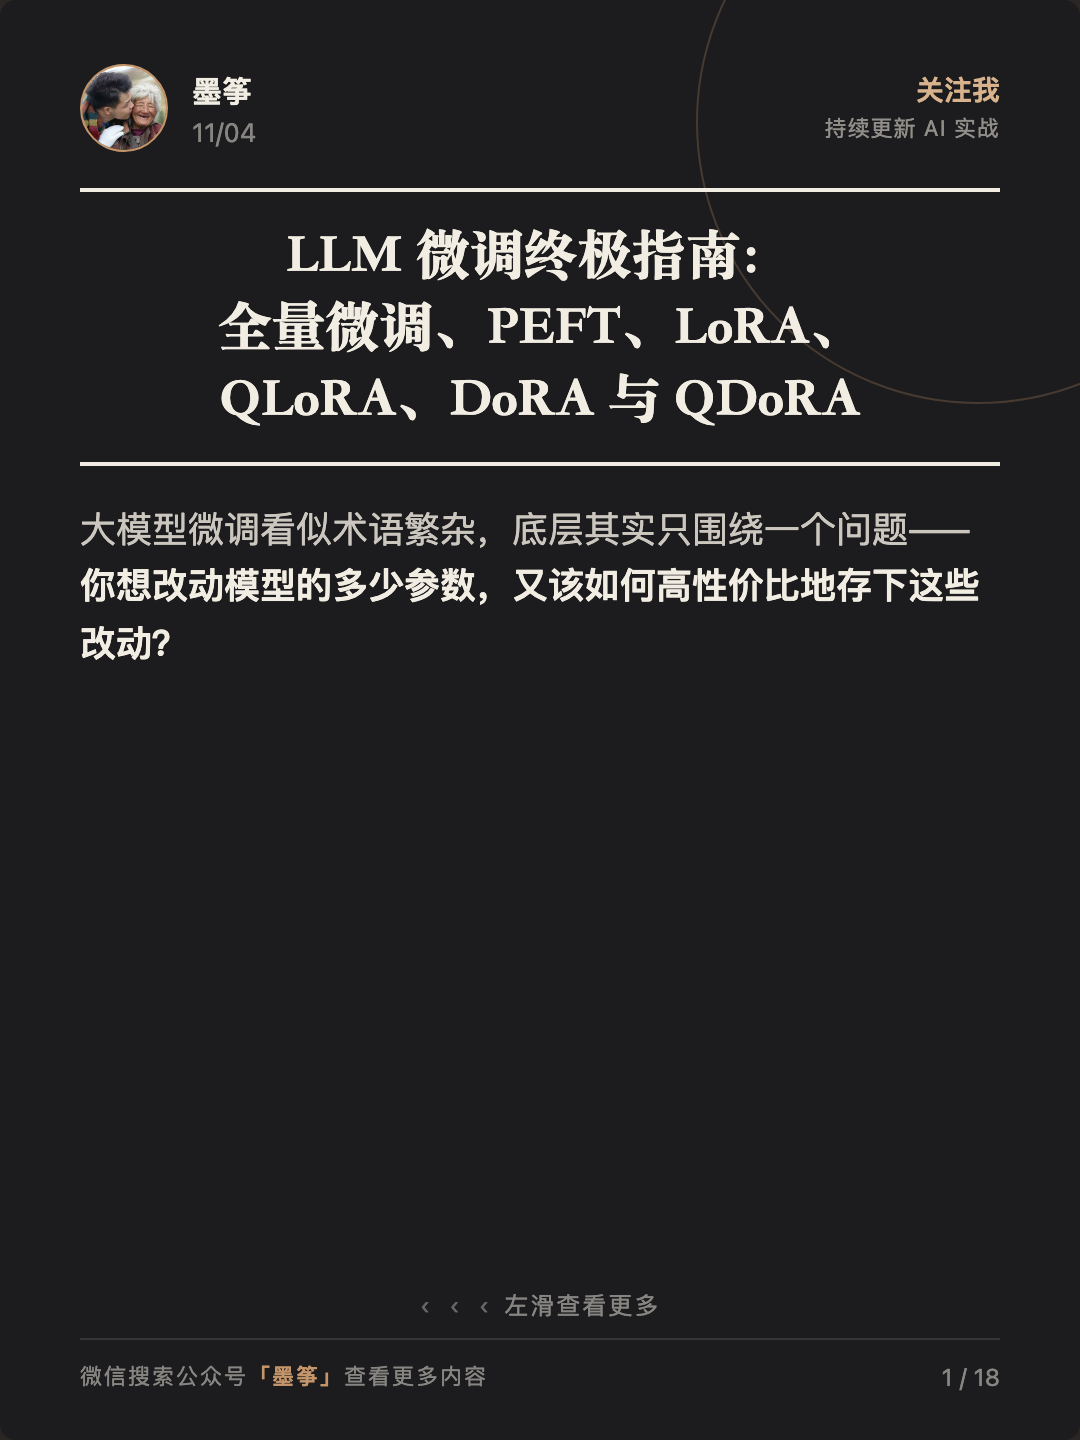 墨筝
11/04
关注我
持续更新 AI 实战
LLM 微调终极指南：
全量微调、PEFT、LoRA、
QLoRA、DoRA 与 QDoRA
大模型微调看似术语繁杂，底层其实只围绕一个问题——
你想改动模型的多少参数，又该如何高性价比地存下这些
改动？
‹ ‹ ‹ 左滑查看更多
微信搜索公众号「墨筝」查看更多内容
1 / 18